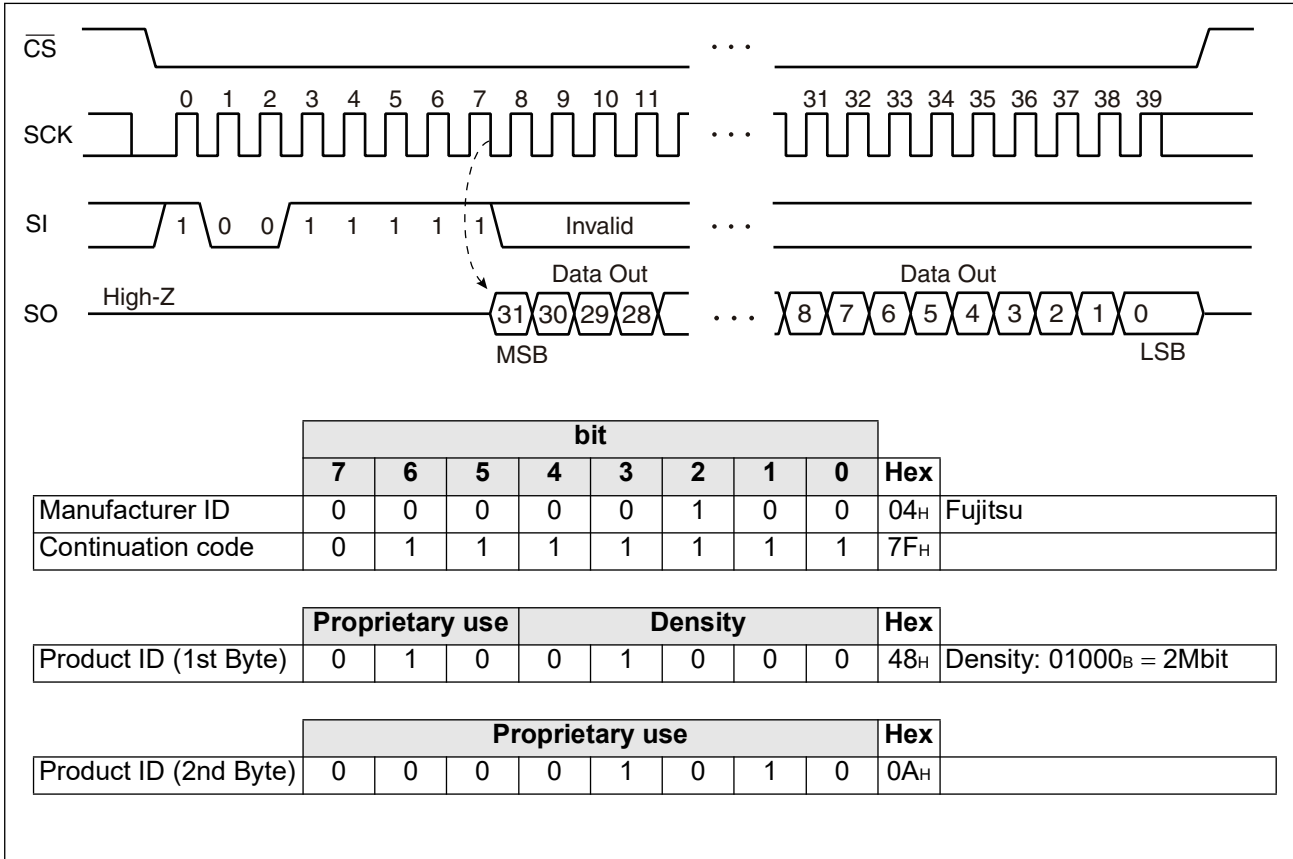 CS
0 1 2 3 4 5 6 7 8 9 10 11 31 32 33 34 35 36 37 38 39
SCK
SI 1 0 0 1 1 1 1 1 Invalid
Data Out Data Out
High-Z
SO 31 30 29 28 8 7 6 5 4 3 2 1 0
MSB LSB
bit
7 6 5 4 3 2 1 0 Hex
Manufacturer ID 0 0 0 0 0 1 0 0 04H Fujitsu
Continuation code 0 1 1 1 1 1 1 1 7FH
Proprietary use Density Hex
Product ID (1st Byte) 0 1 0 0 1 0 0 0 48H Density: 01000B = 2Mbit
Proprietary use Hex
Product ID (2nd Byte) 0 0 0 0 1 0 1 0 0AH